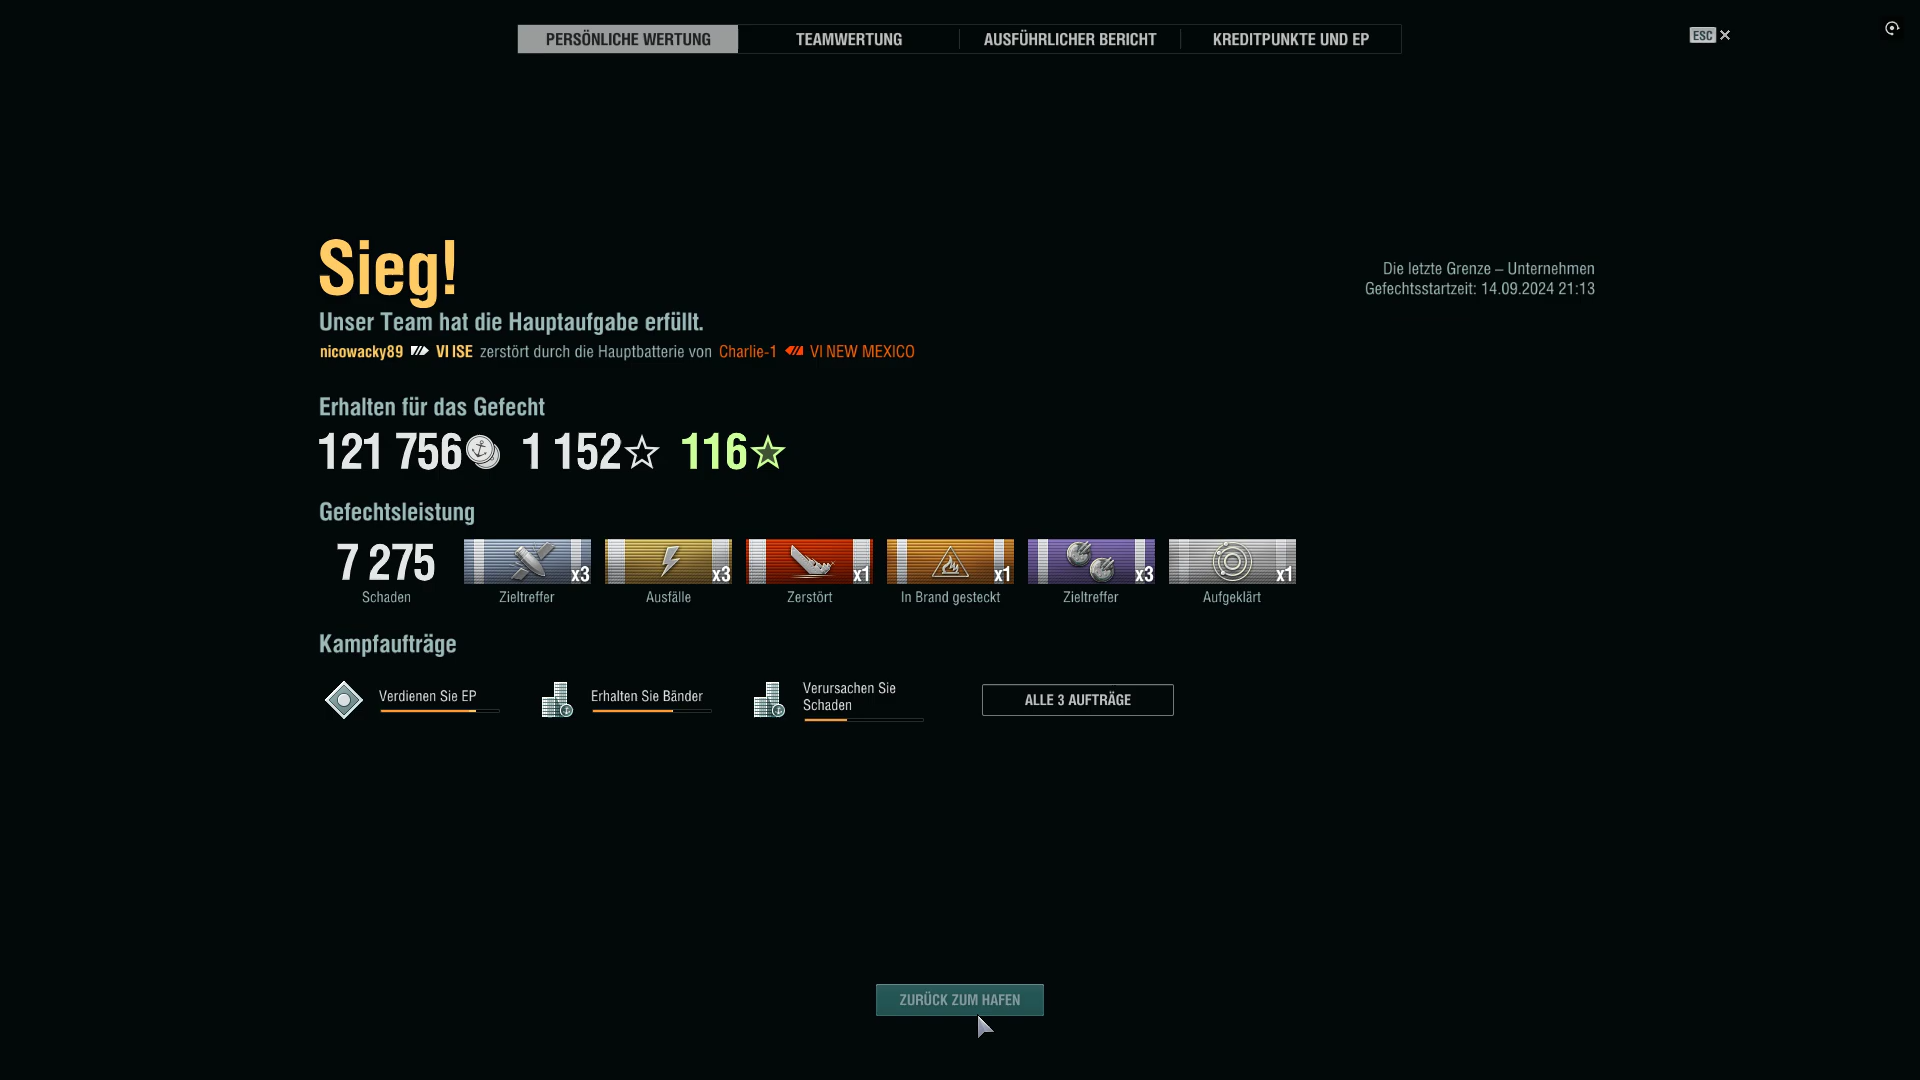 PERSÖNLICHE WERTUNG TEAMWERTUNG AUSFÜHRLICHER BERICHT KREDITPUNKTE UND EP ESC
Sieg!
Die letzte Grenze – Unternehmen
Gefechtsstartzeit: 14.09.2024 21:13
Unser Team hat die Hauptaufgabe erfüllt.
nicowacky89 VI ISE zerstört durch die Hauptbatterie von Charlie-1 VI NEW MEXICO
Erhalten für das Gefecht
121 756 1 152 116
Gefechtsleistung
7 275 x3 x3 x1 x1 x3 x1
Schaden Zieltreffer Ausfälle Zerstört In Brand gesteckt Zieltreffer Aufgeklärt
Kampfaufträge
Verdienen Sie EP
Erhalten Sie Bänder
Verursachen Sie
Schaden
ALLE 3 AUFTRÄGE
ZURÜCK ZUM HAFEN